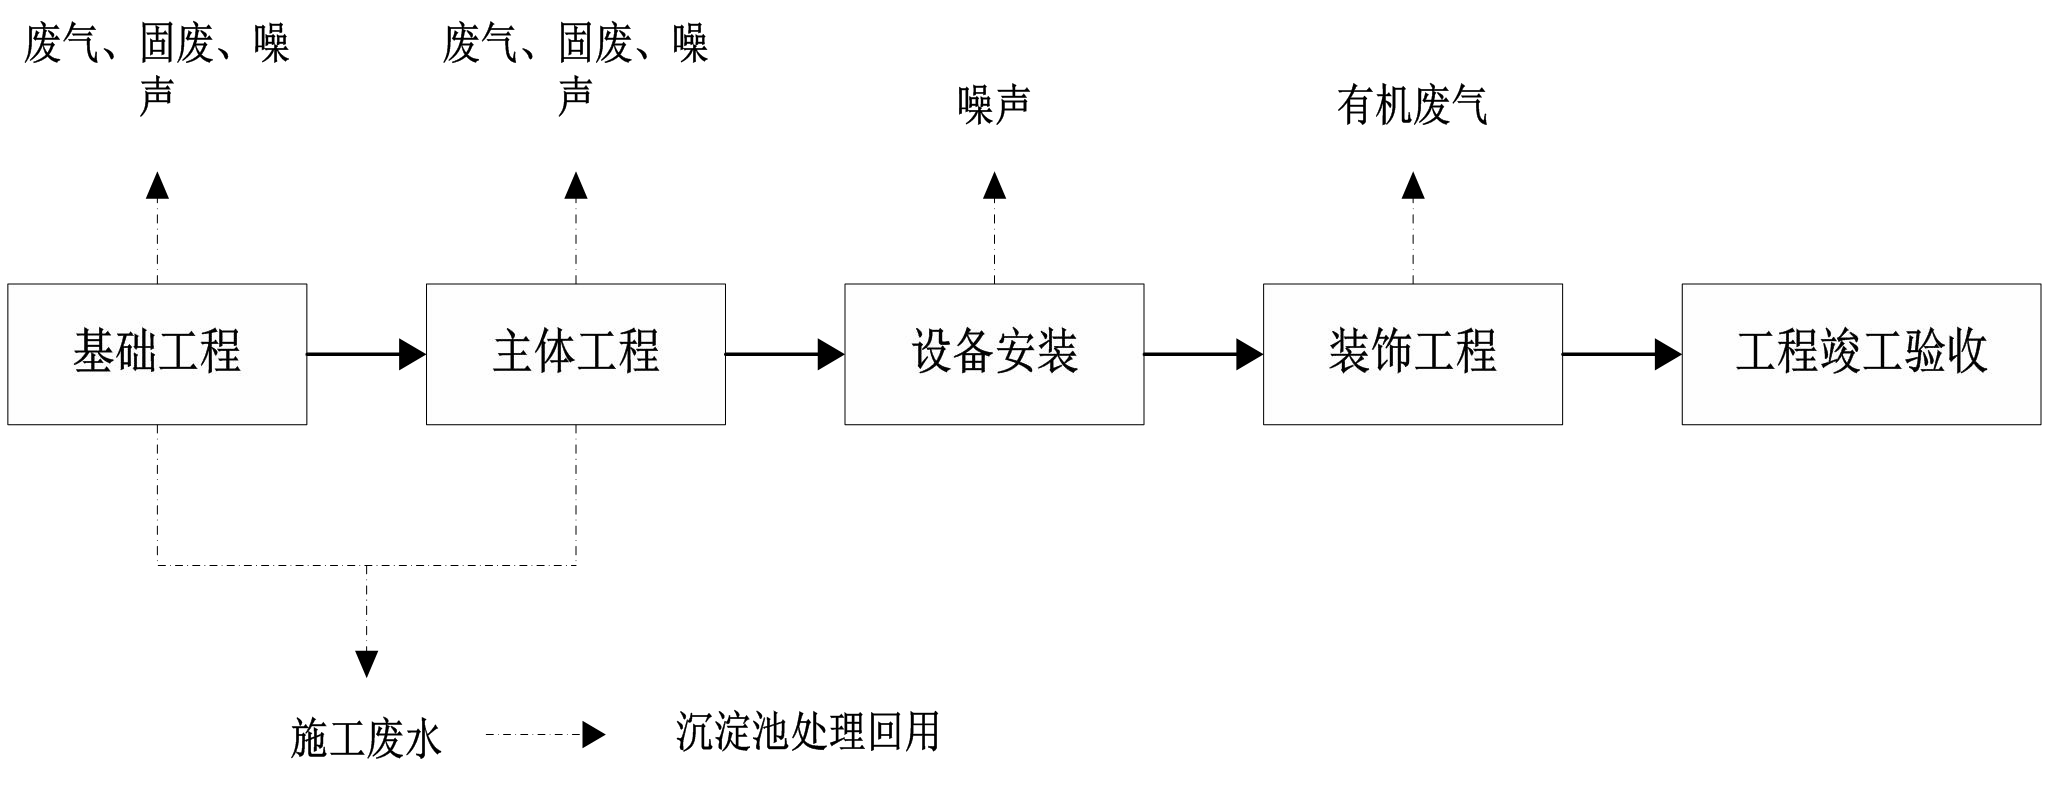 废气、固废、噪
声
废气、固废、噪
声
噪声
有机废气
基础工程
主体工程
设备安装
装饰工程
工程竣工验收
施工废水
沉淀池处理回用